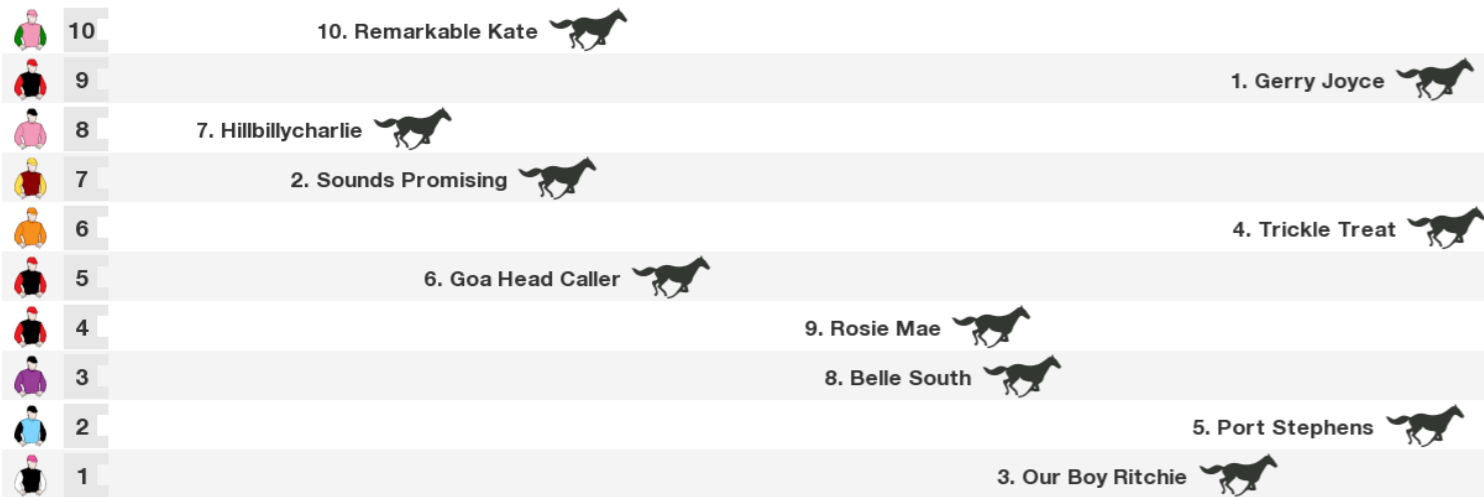 10 10. Remarkable Kate
9 1. Gerry Joyce
8 7. Hillbillycharlie
7 2. Sounds Promising
6 4. Trickle Treat
5 6. Goa Head Caller
4 9. Rosie Mae
3 8. Belle South
2 5. Port Stephens
1 3. Our Boy Ritchie